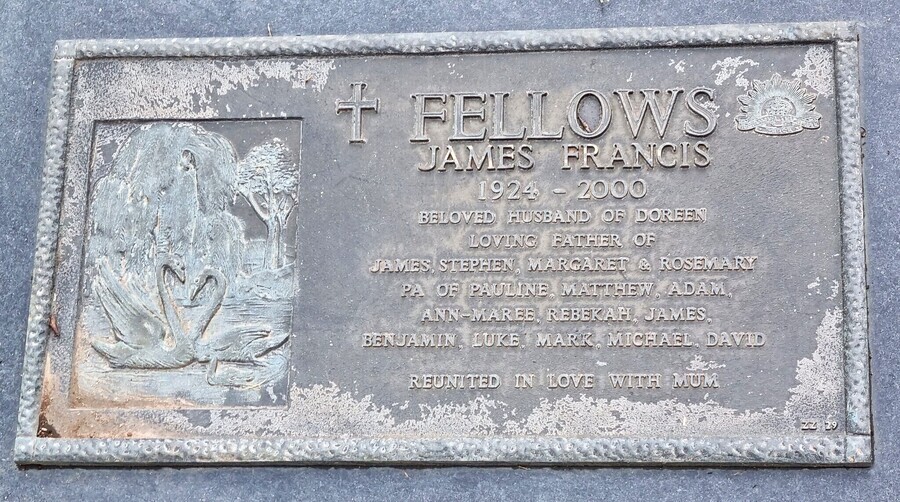 FELLOWS
JAMES FRANCIS
1924 - 2000
BELOVED HUSBAND OF DOREEN
LOVING FATHER OF
JAMES, STEPHEN, MARGARET & ROSEMARY
PA OF PAULINE, MATTHEW, ADAM,
ANN-MAREE, REBEKAH, JAMES,
BENJAMIN, LUKE, MARK, MICHAEL, DAVID
REUNITED IN LOVE WITH MUM
ZZ 29